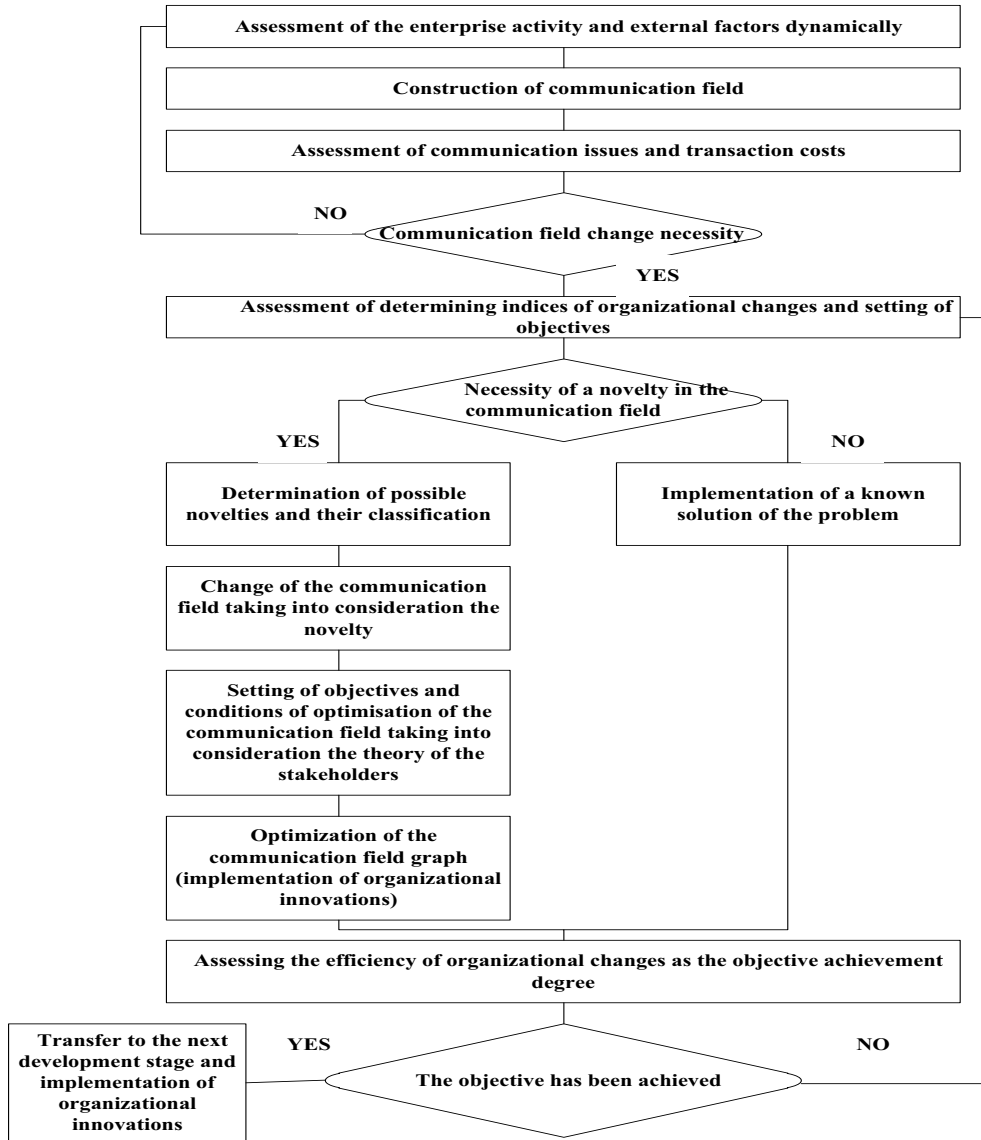 Assessment of the enterprise activity and external factors dynamically
Construction of communication field
Assessment of communication issues and transaction costs
NO
Communication field change necessity
YES
Assessment of determining indices of organizational changes and setting of
objectives
Necessity of a novelty in the
communication field
YES
NO
Determination of possible
novelties and their classification
Implementation of a known
solution of the problem
Change of the communication
field taking into consideration the
novelty
Setting of objectives and
conditions of optimisation of the
communication field taking into
consideration the theory of the
stakeholders
Optimization of the
communication field graph
(implementation of organizational
innovations)
Assessing the efficiency of organizational changes as the objective achievement
degree
Transfer to the next
development stage and
implementation of
organizational
innovations
YES
The objective has been achieved
NO